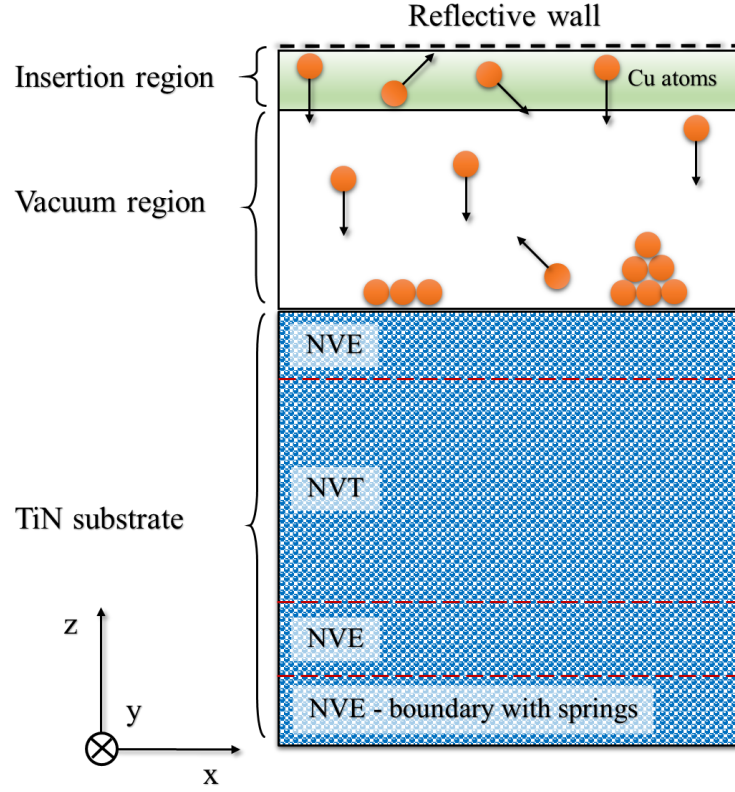 Reflective wall
Insertion region
Cu atoms
Vacuum region
NVE
NVT
TiN substrate
NVE
NVE - boundary with springs
z
y
x